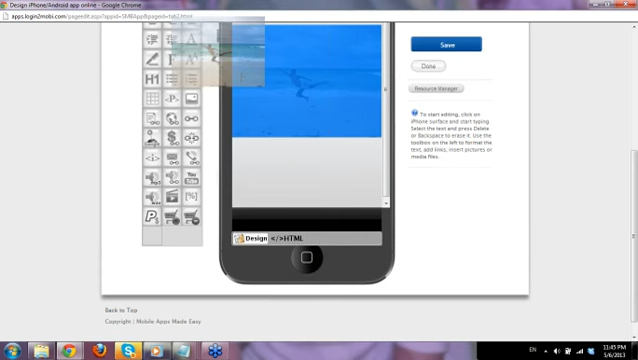 Design iPhone/Android app online - Google Chrome
apps.login2mobi.com/pageedit.aspx?appid=SMBApp&pageid=tab2.html
H1
<P>
$
You
Tube
[%]
P$
Save
Done
Resource Manager
To start editing, click on
iPhone surface and start typing
Select the text and press Delete
or Backspace to erase it. Use the
toolbox on the left to format the
text, add links, insert pictures or
media files.
Design </>HTML
Back to Top
Copyright | Mobile Apps Made Easy
EN
11:45 PM
5/6/2013